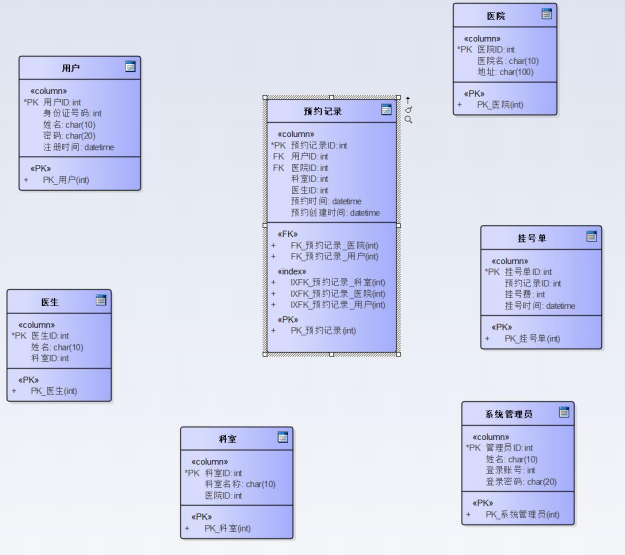 医院
«column»
*PK 医院ID: int
医院名: char(10)
地址: char(100)
«PK»
+ PK_医院(int)
用户
«column»
*PK 用户ID: int
身份证号码: int
姓名: char(10)
密码: char(20)
注册时间: datetime
«PK»
+ PK_用户(int)
预约记录
«column»
*PK 预约记录ID: int
FK 用户ID: int
FK 医院ID: int
科室ID: int
医生ID: int
预约时间: datetime
预约创建时间: datetime
«FK»
+ FK_预约记录_医院(int)
+ FK_预约记录_用户(int)
«index»
+ IXFK_预约记录_科室(int)
+ IXFK_预约记录_医院(int)
+ IXFK_预约记录_用户(int)
«PK»
+ PK_预约记录(int)
挂号单
«column»
*PK 挂号单ID: int
预约记录ID: int
挂号费: int
挂号时间: datetime
«PK»
+ PK_挂号单(int)
医生
«column»
*PK 医生ID: int
姓名: char(10)
科室ID: int
«PK»
+ PK_医生(int)
科室
«column»
*PK 科室ID: int
科室名称: char(10)
医院ID: int
«PK»
+ PK_科室(int)
系统管理员
«column»
*PK 管理员ID: int
姓名: char(10)
登录账号: int
登录密码: char(20)
«PK»
+ PK_系统管理员(int)